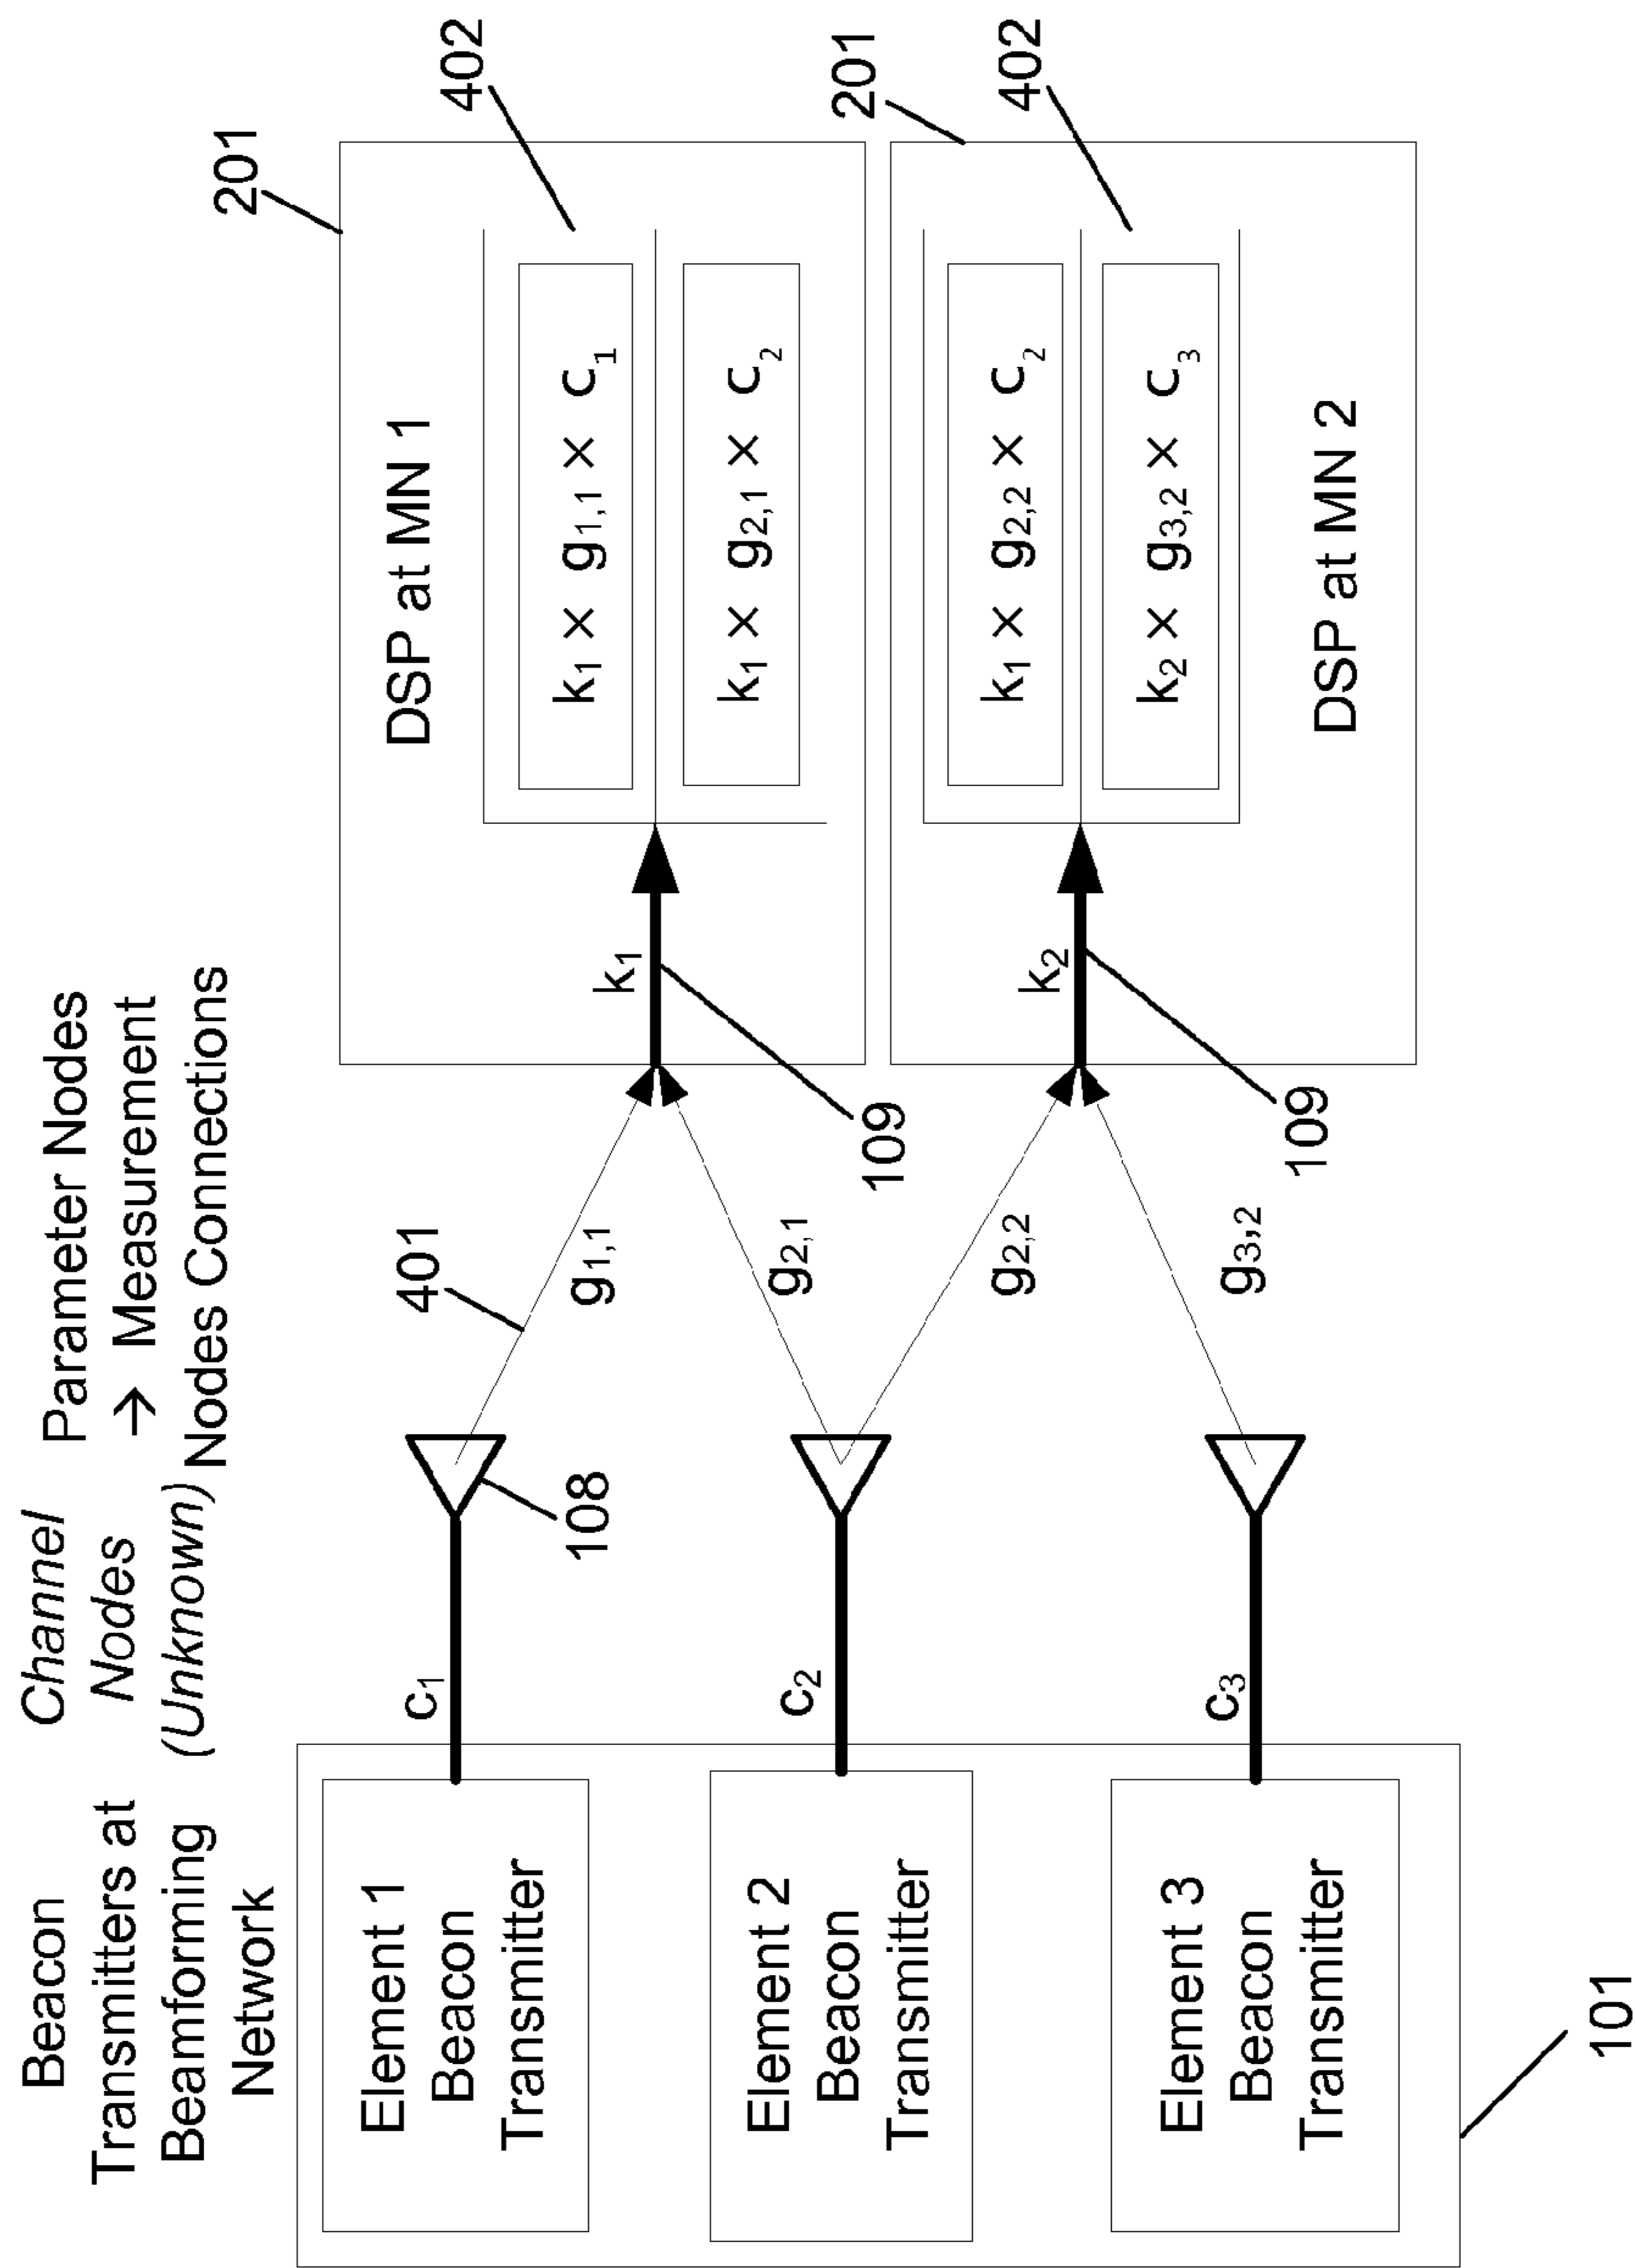 Beacon
Transmitters at
Beamforming
Network
Channel
Nodes
(Unknown)
Parameter Nodes
→ Measurement
Nodes Connections
Element 1
Beacon
Transmitter
Element 2
Beacon
Transmitter
Element 3
Beacon
Transmitter
101
c₁
c₂
c₃
108
401
g₁,₁
g₂,₁
g₂,₂
g₃,₂
109
109
k₁
k₂
201
DSP at MN 1
402
k₁ × g₁,₁ × c₁
k₁ × g₂,₁ × c₂
201
402
k₁ × g₂,₂ × c₂
k₂ × g₃,₂ × c₃
DSP at MN 2